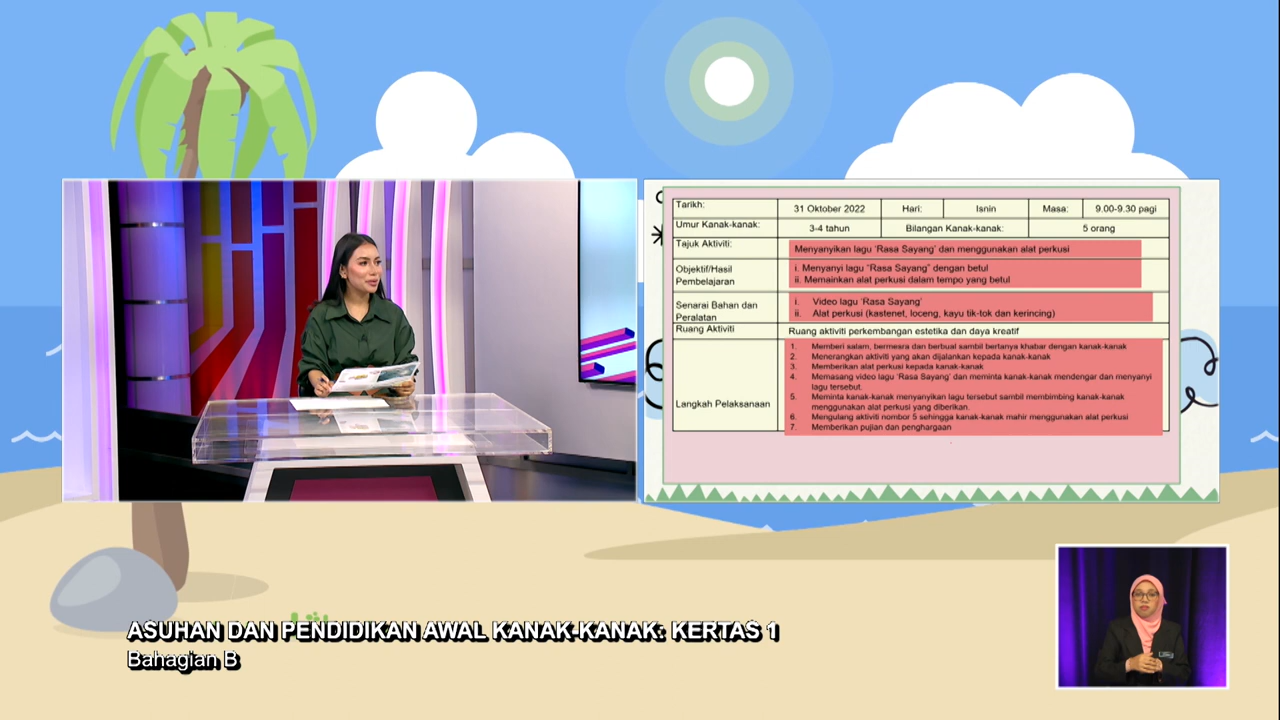 Tarikh: 31 Oktober 2022 Hari: Isnin Masa: 9.00-9.30 pagi
Umur Kanak-kanak: 3-4 tahun Bilangan Kanak-kanak: 5 orang
Tajuk Aktiviti: Menyanyikan lagu 'Rasa Sayang' dan menggunakan alat perkusi
Objektif/Hasil
Pembelajaran
i. Menyanyi lagu "Rasa Sayang" dengan betul
ii. Memainkan alat perkusi dalam tempo yang betul
Senarai Bahan dan
Peralatan
i. Video lagu 'Rasa Sayang'
ii. Alat perkusi (kastenet, loceng, kayu tik-tok dan kerincing)
Ruang Aktiviti Ruang aktiviti perkembangan estetika dan daya kreatif
Langkah Pelaksanaan
1. Memberi salam, bermesra dan berbual sambil bertanya khabar dengan kanak-kanak
2. Menerangkan aktiviti yang akan dijalankan kepada kanak-kanak
3. Memberikan alat perkusi kepada kanak-kanak
4. Memasang video lagu 'Rasa Sayang' dan meminta kanak-kanak mendengar dan menyanyi
lagu tersebut.
5. Meminta kanak-kanak menyanyikan lagu tersebut sambil membimbing kanak-kanak
menggunakan alat perkusi yang diberikan.
6. Mengulang aktiviti nombor 5 sehingga kanak-kanak mahir menggunakan alat perkusi
7. Memberikan pujian dan penghargaan
ASUHAN DAN PENDIDIKAN AWAL KANAK-KANAK: KERTAS 1
Bahagian B